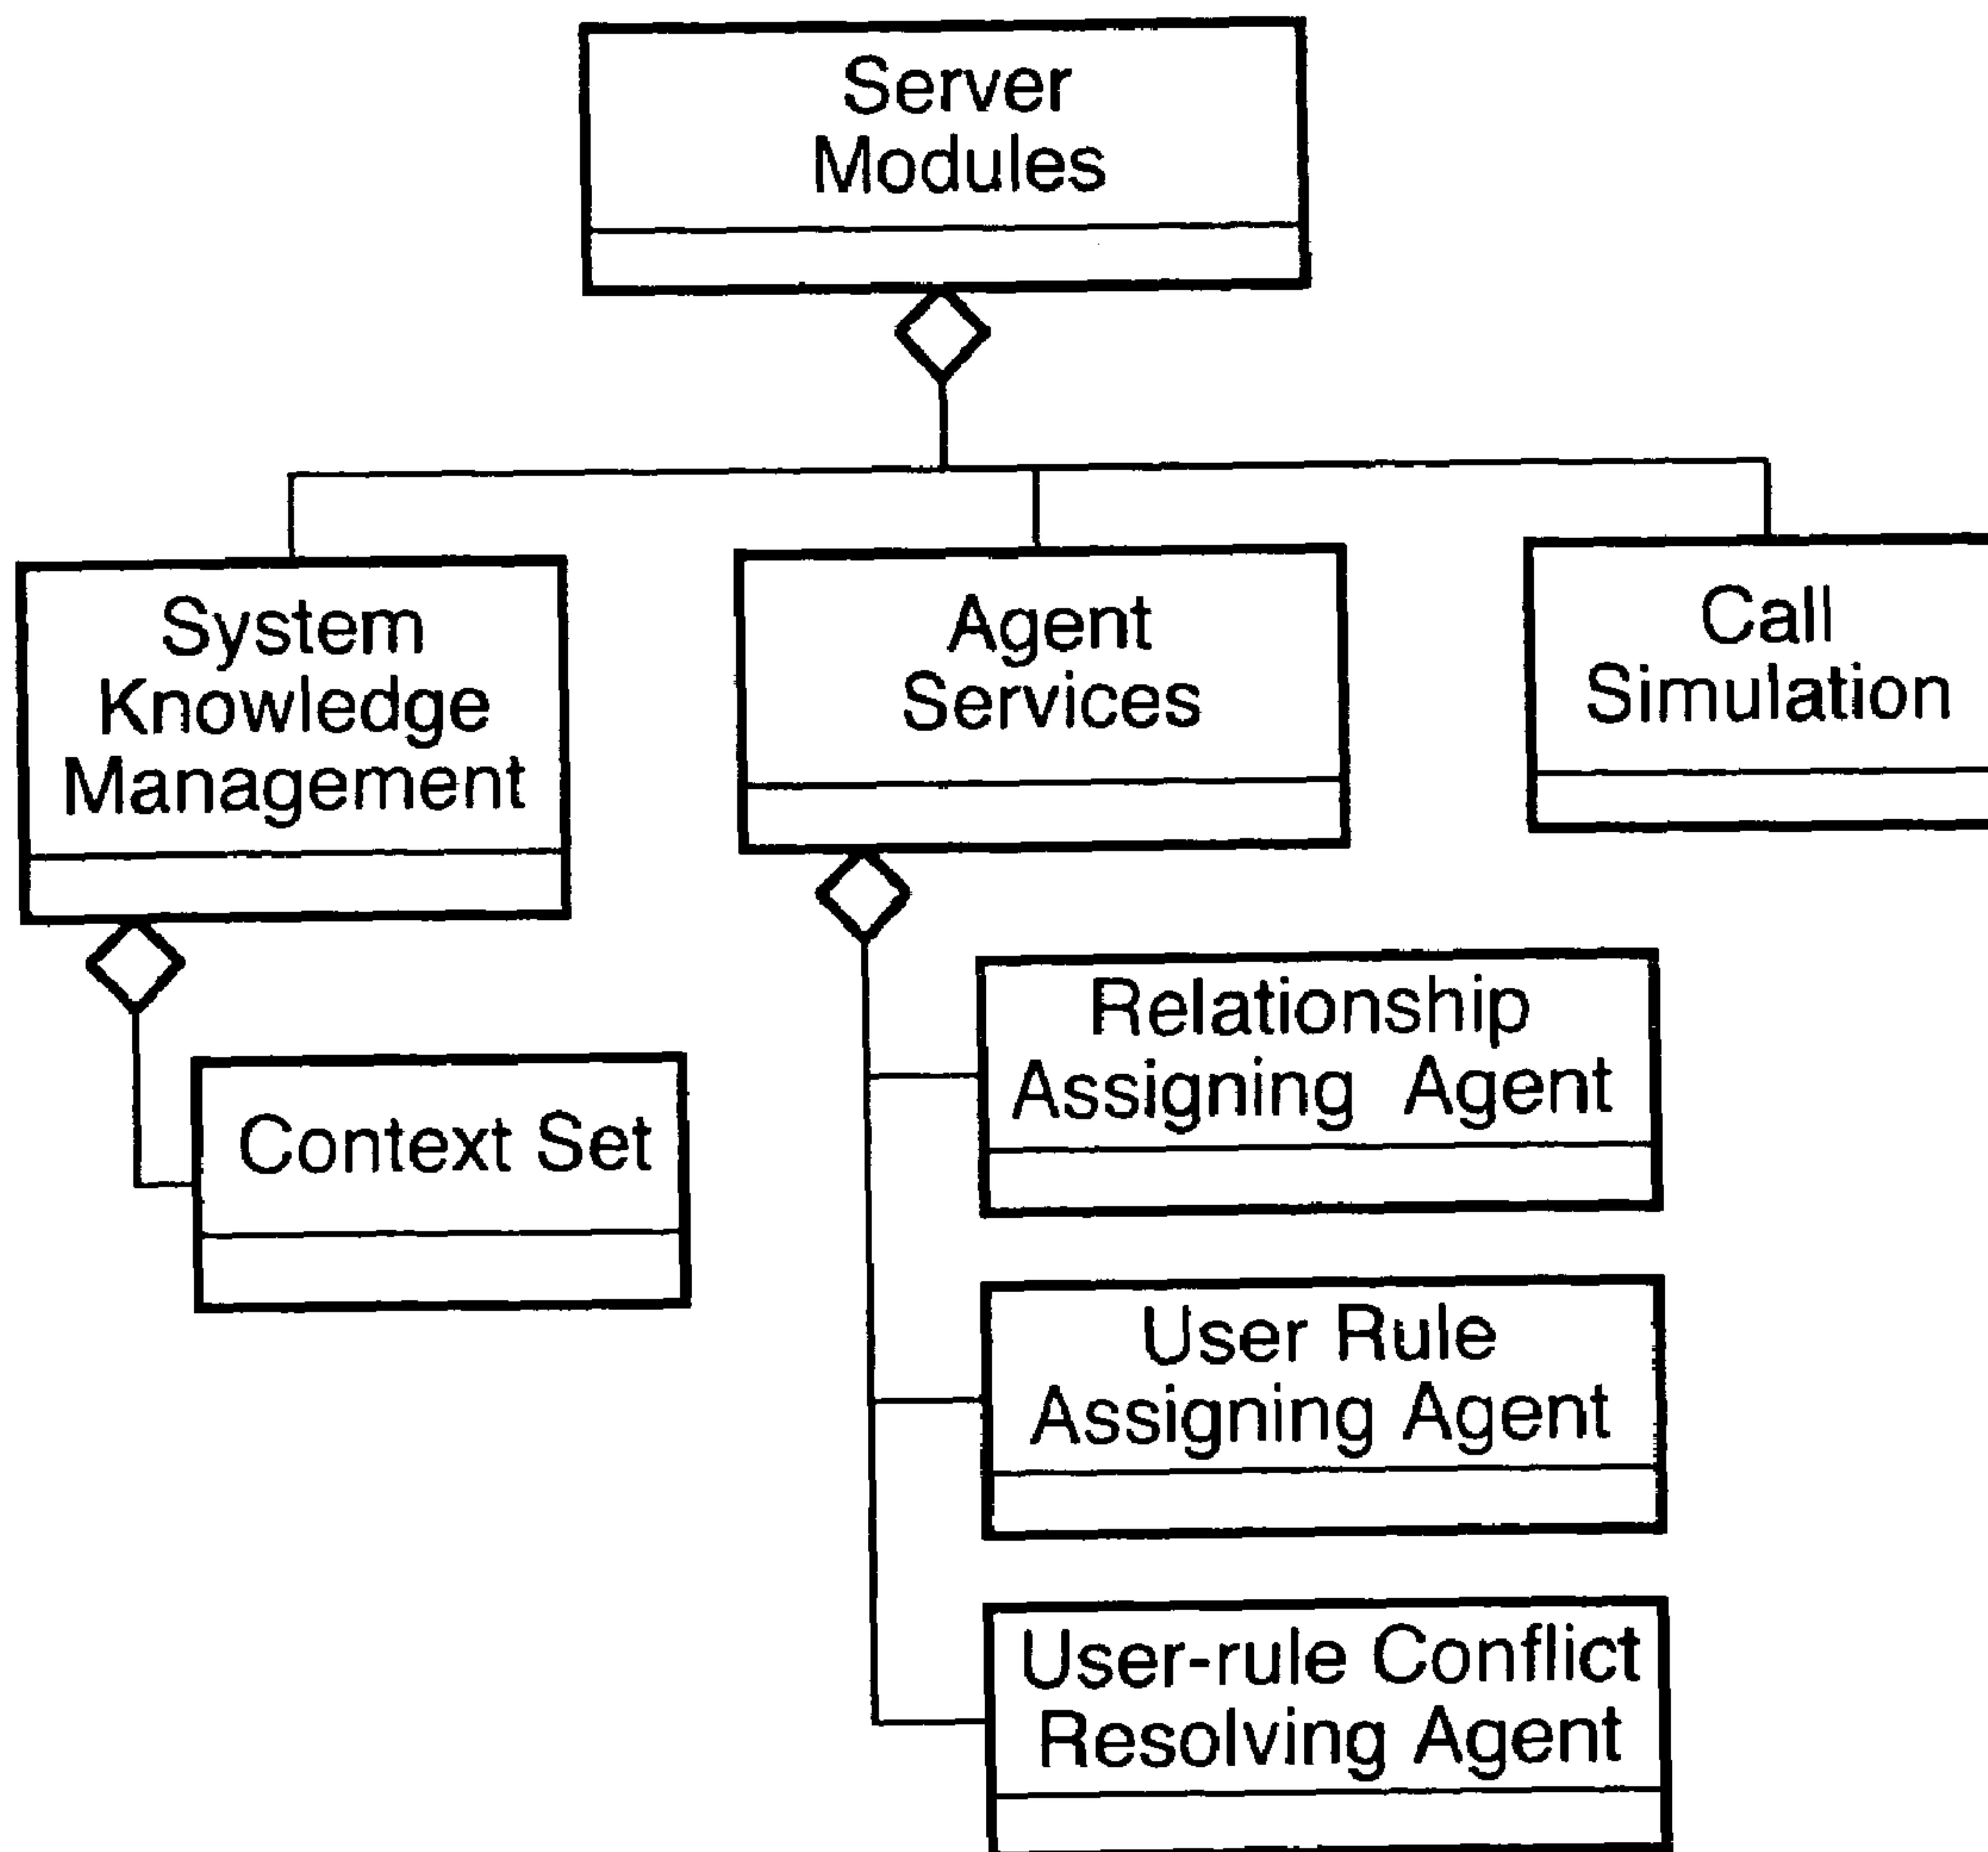 Server
Modules
System
Knowledge
Management
Agent
Services
Call
Simulation
Context Set
Relationship
Assigning Agent
User Rule
Assigning Agent
User-rule Conflict
Resolving Agent